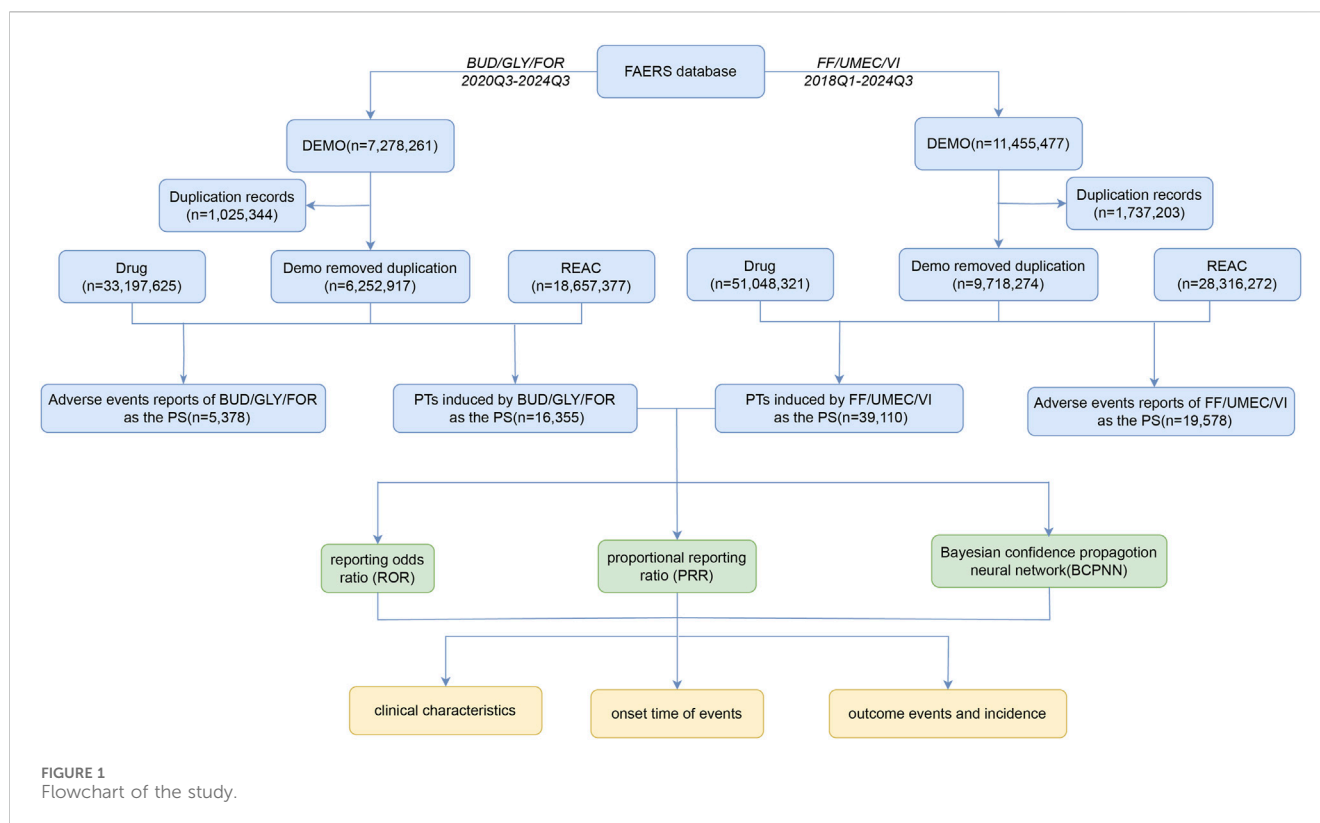 BUD/GLY/FOR
2020Q3-2024Q3
FAERS database
FF/UMEC/VI
2018Q1-2024Q3
DEMO(n=7,278,261)
DEMO(n=11,455,477)
Duplication records
(n=1,025,344)
Duplication records
(n=1,737,203)
Drug
(n=33,197,625)
Demo removed duplication
(n=6,252,917)
REAC
(n=18,657,377)
Drug
(n=51,048,321)
Demo removed duplication
(n=9,718,274)
REAC
(n=28,316,272)
Adverse events reports of BUD/GLY/FOR
as the PS(n=5,378)
PTs induced by BUD/GLY/FOR
as the PS(n=16,355)
PTs induced by FF/UMEC/VI
as the PS(n=39,110)
Adverse events reports of FF/UMEC/VI
as the PS(n=19,578)
reporting odds
ratio (ROR)
proportional reporting
ratio (PRR)
Bayesian confidence propagotion
neural network(BCPNN)
clinical characteristics
onset time of events
outcome events and incidence
FIGURE 1
Flowchart of the study.